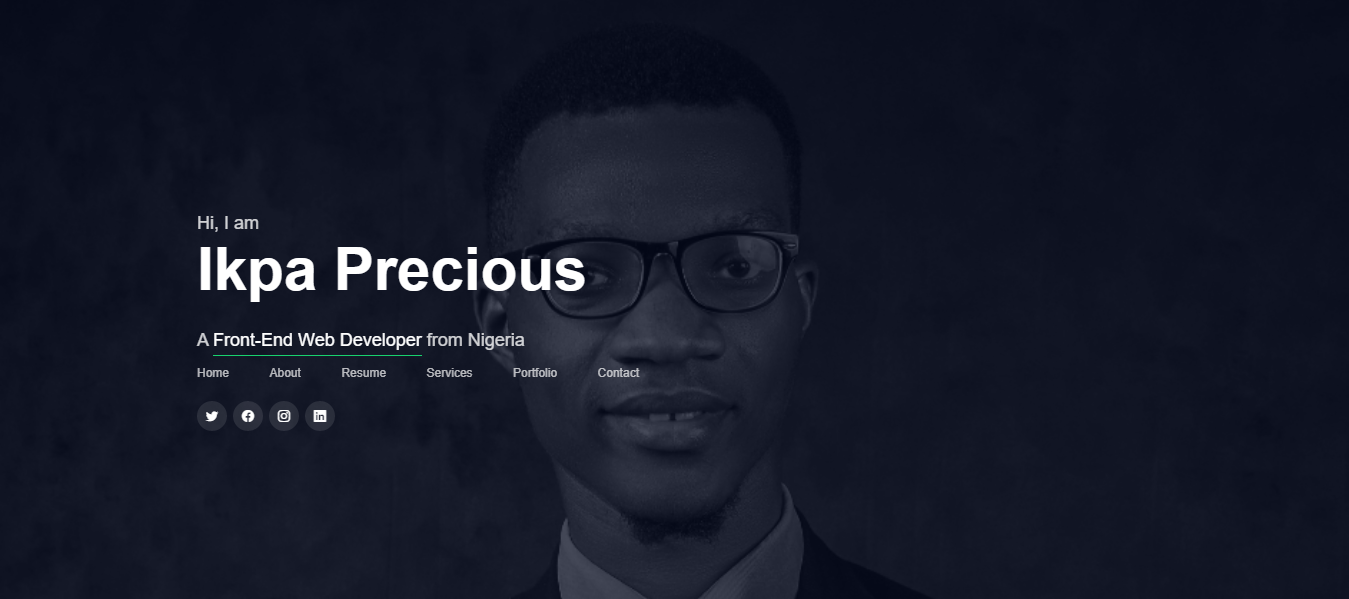 Hi, I am
Ikpa Precious
A Front-End Web Developer from Nigeria
Home About Resume Services Portfolio Contact